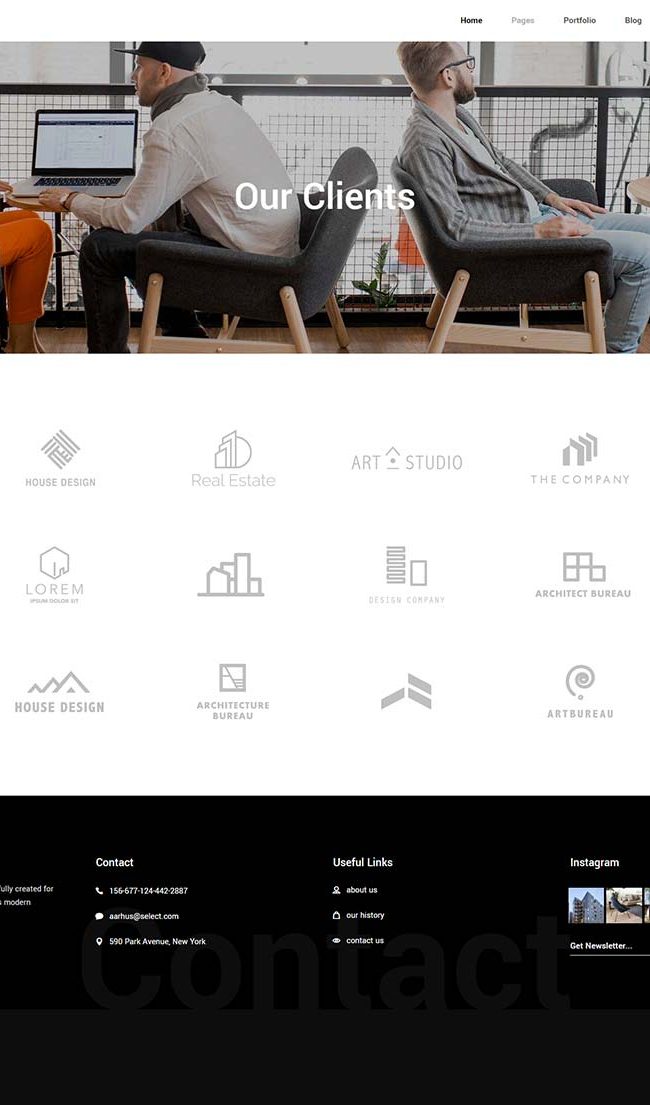 Home Pages Portfolio Blog
Our Clients
HOUSE DESIGN
Real Estate
ART STUDIO
THE COMPANY
LOREM
IPSUM DOLOR SIT
DESIGN COMPANY
ARCHITECT BUREAU
HOUSE DESIGN
ARCHITECTURE
BUREAU
ARTBUREAU
fully created for
s modern
Contact
156-677-124-442-2887
aarhus@select.com
590 Park Avenue, New York
Useful Links
about us
our history
contact us
Instagram
Get Newsletter...
Contact